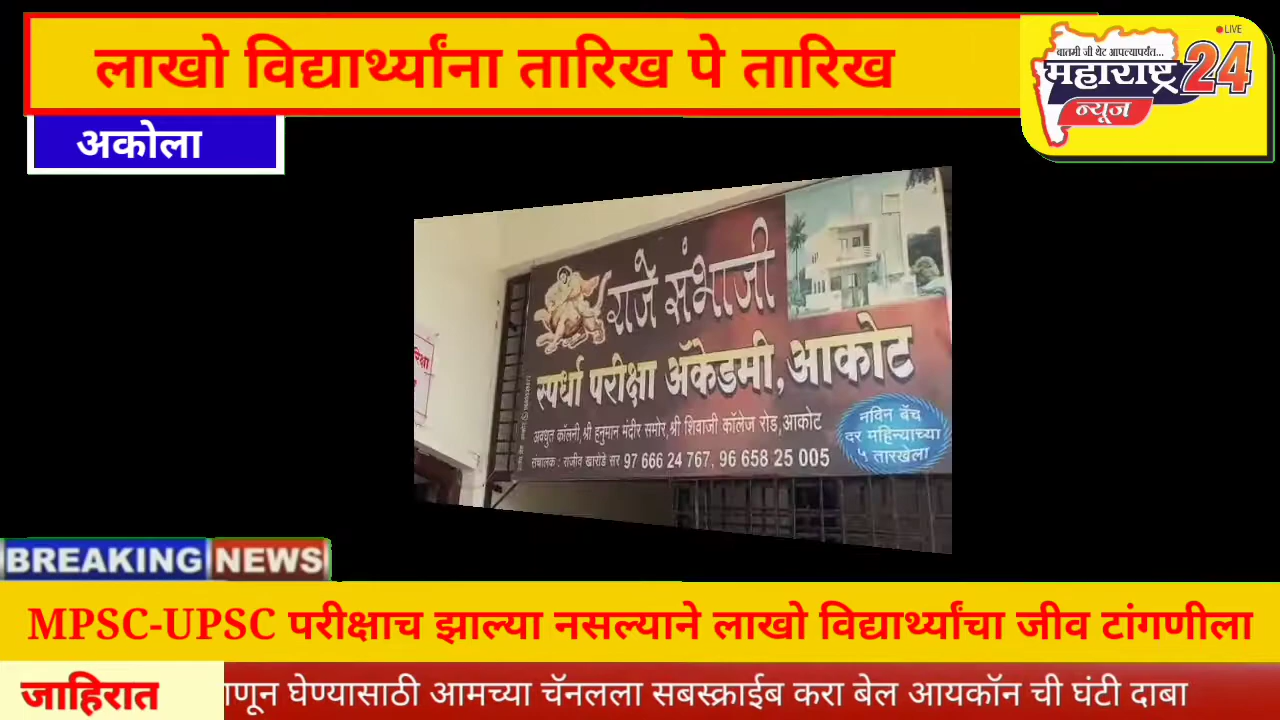 लाखो विद्यार्थ्यांना तारिख पे तारिख
LIVE
बातमी जी थेट आपल्यापर्यंत...
महाराष्ट्र 24
न्यूज
अकोला
राजे संभाजी
स्पर्धा परीक्षा ॲकेडमी,आकोट
अवधुत कॉलनी,श्री हनुमान मंदीर समोर,श्री शिवाजी कॉलेज रोड,आकोट
संचालक : राजीव खारोडे सर 97 666 24 767, 96 658 25 005
नविन बॅच
दर महिन्याच्या
५ तारखेला
BREAKING NEWS
MPSC-UPSC परीक्षाच झाल्या नसल्याने लाखो विद्यार्थ्यांचा जीव टांगणीला
जाहिरात
घेण्यासाठी आमच्या चॅनलला सबस्क्राईब करा बेल आयकॉन ची घंटी दाबा